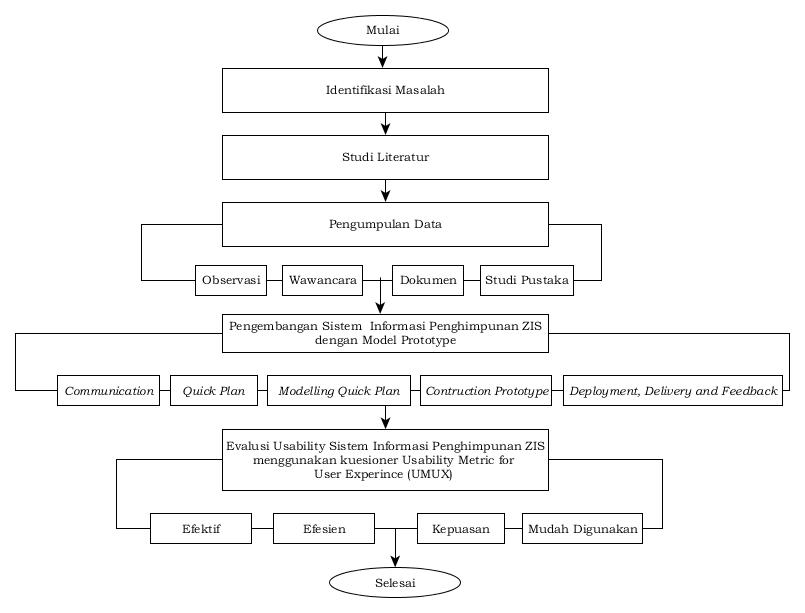 Mulai
Identifikasi Masalah
Studi Literatur
Pengumpulan Data
Observasi
Wawancara
Dokumen
Studi Pustaka
Pengembangan Sistem Informasi Penghimpunan ZIS
dengan Model Prototype
Communication
Quick Plan
Modelling Quick Plan
Contruction Prototype
Deployment, Delivery and Feedback
Evalusi Usability Sistem Informasi Penghimpunan ZIS
menggunakan kuesioner Usability Metric for
User Experince (UMUX)
Efektif
Efesien
Kepuasan
Mudah Digunakan
Selesai